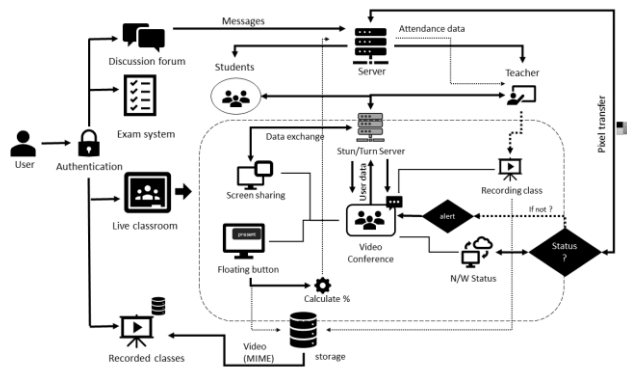 Messages
Attendance data
Discussion forum
Students
Server
Teacher
Exam system
User
Authentication
Data exchange
Stun/Turn Server
Pixel transfer
Screen sharing
User data
Recording class
Live classroom
present
alert
If not ?
Status
?
Video
Conference
Floating button
N/W Status
Calculate %
Recorded classes
Video
(MIME)
storage